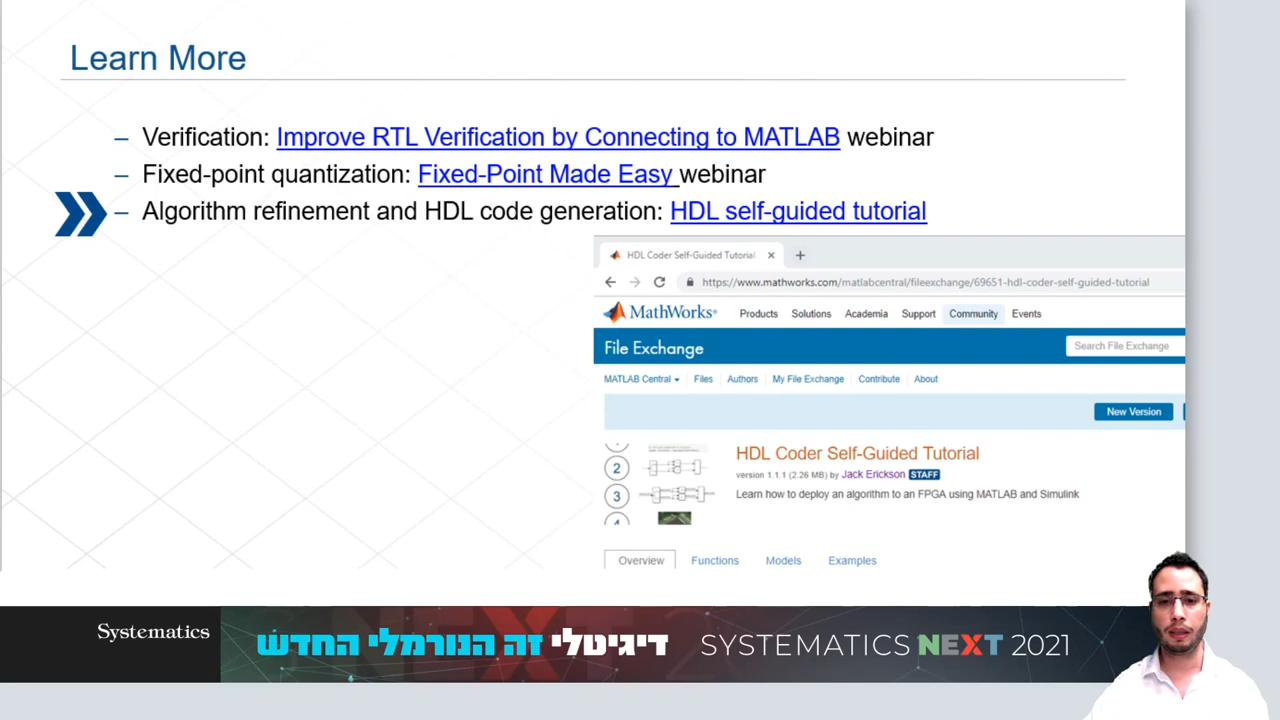 Learn More
– Verification: Improve RTL Verification by Connecting to MATLAB webinar
– Fixed-point quantization: Fixed-Point Made Easy webinar
– Algorithm refinement and HDL code generation: HDL self-guided tutorial
HDL Coder Self-Guided Tutorial
https://www.mathworks.com/matlabcentral/fileexchange/69651-hdl-coder-self-guided-tutorial
MathWorks® Products Solutions Academia Support Community Events
File Exchange Search File Exchange
MATLAB Central Files Authors My File Exchange Contribute About
New Version
2
3
HDL Coder Self-Guided Tutorial
version 1.1.1 (2.26 MB) by Jack Erickson STAFF
Learn how to deploy an algorithm to an FPGA using MATLAB and Simulink
Overview Functions Models Examples
Systematics
דיגיטלי זה הנורמלי החדש
SYSTEMATICS NEXT 2021